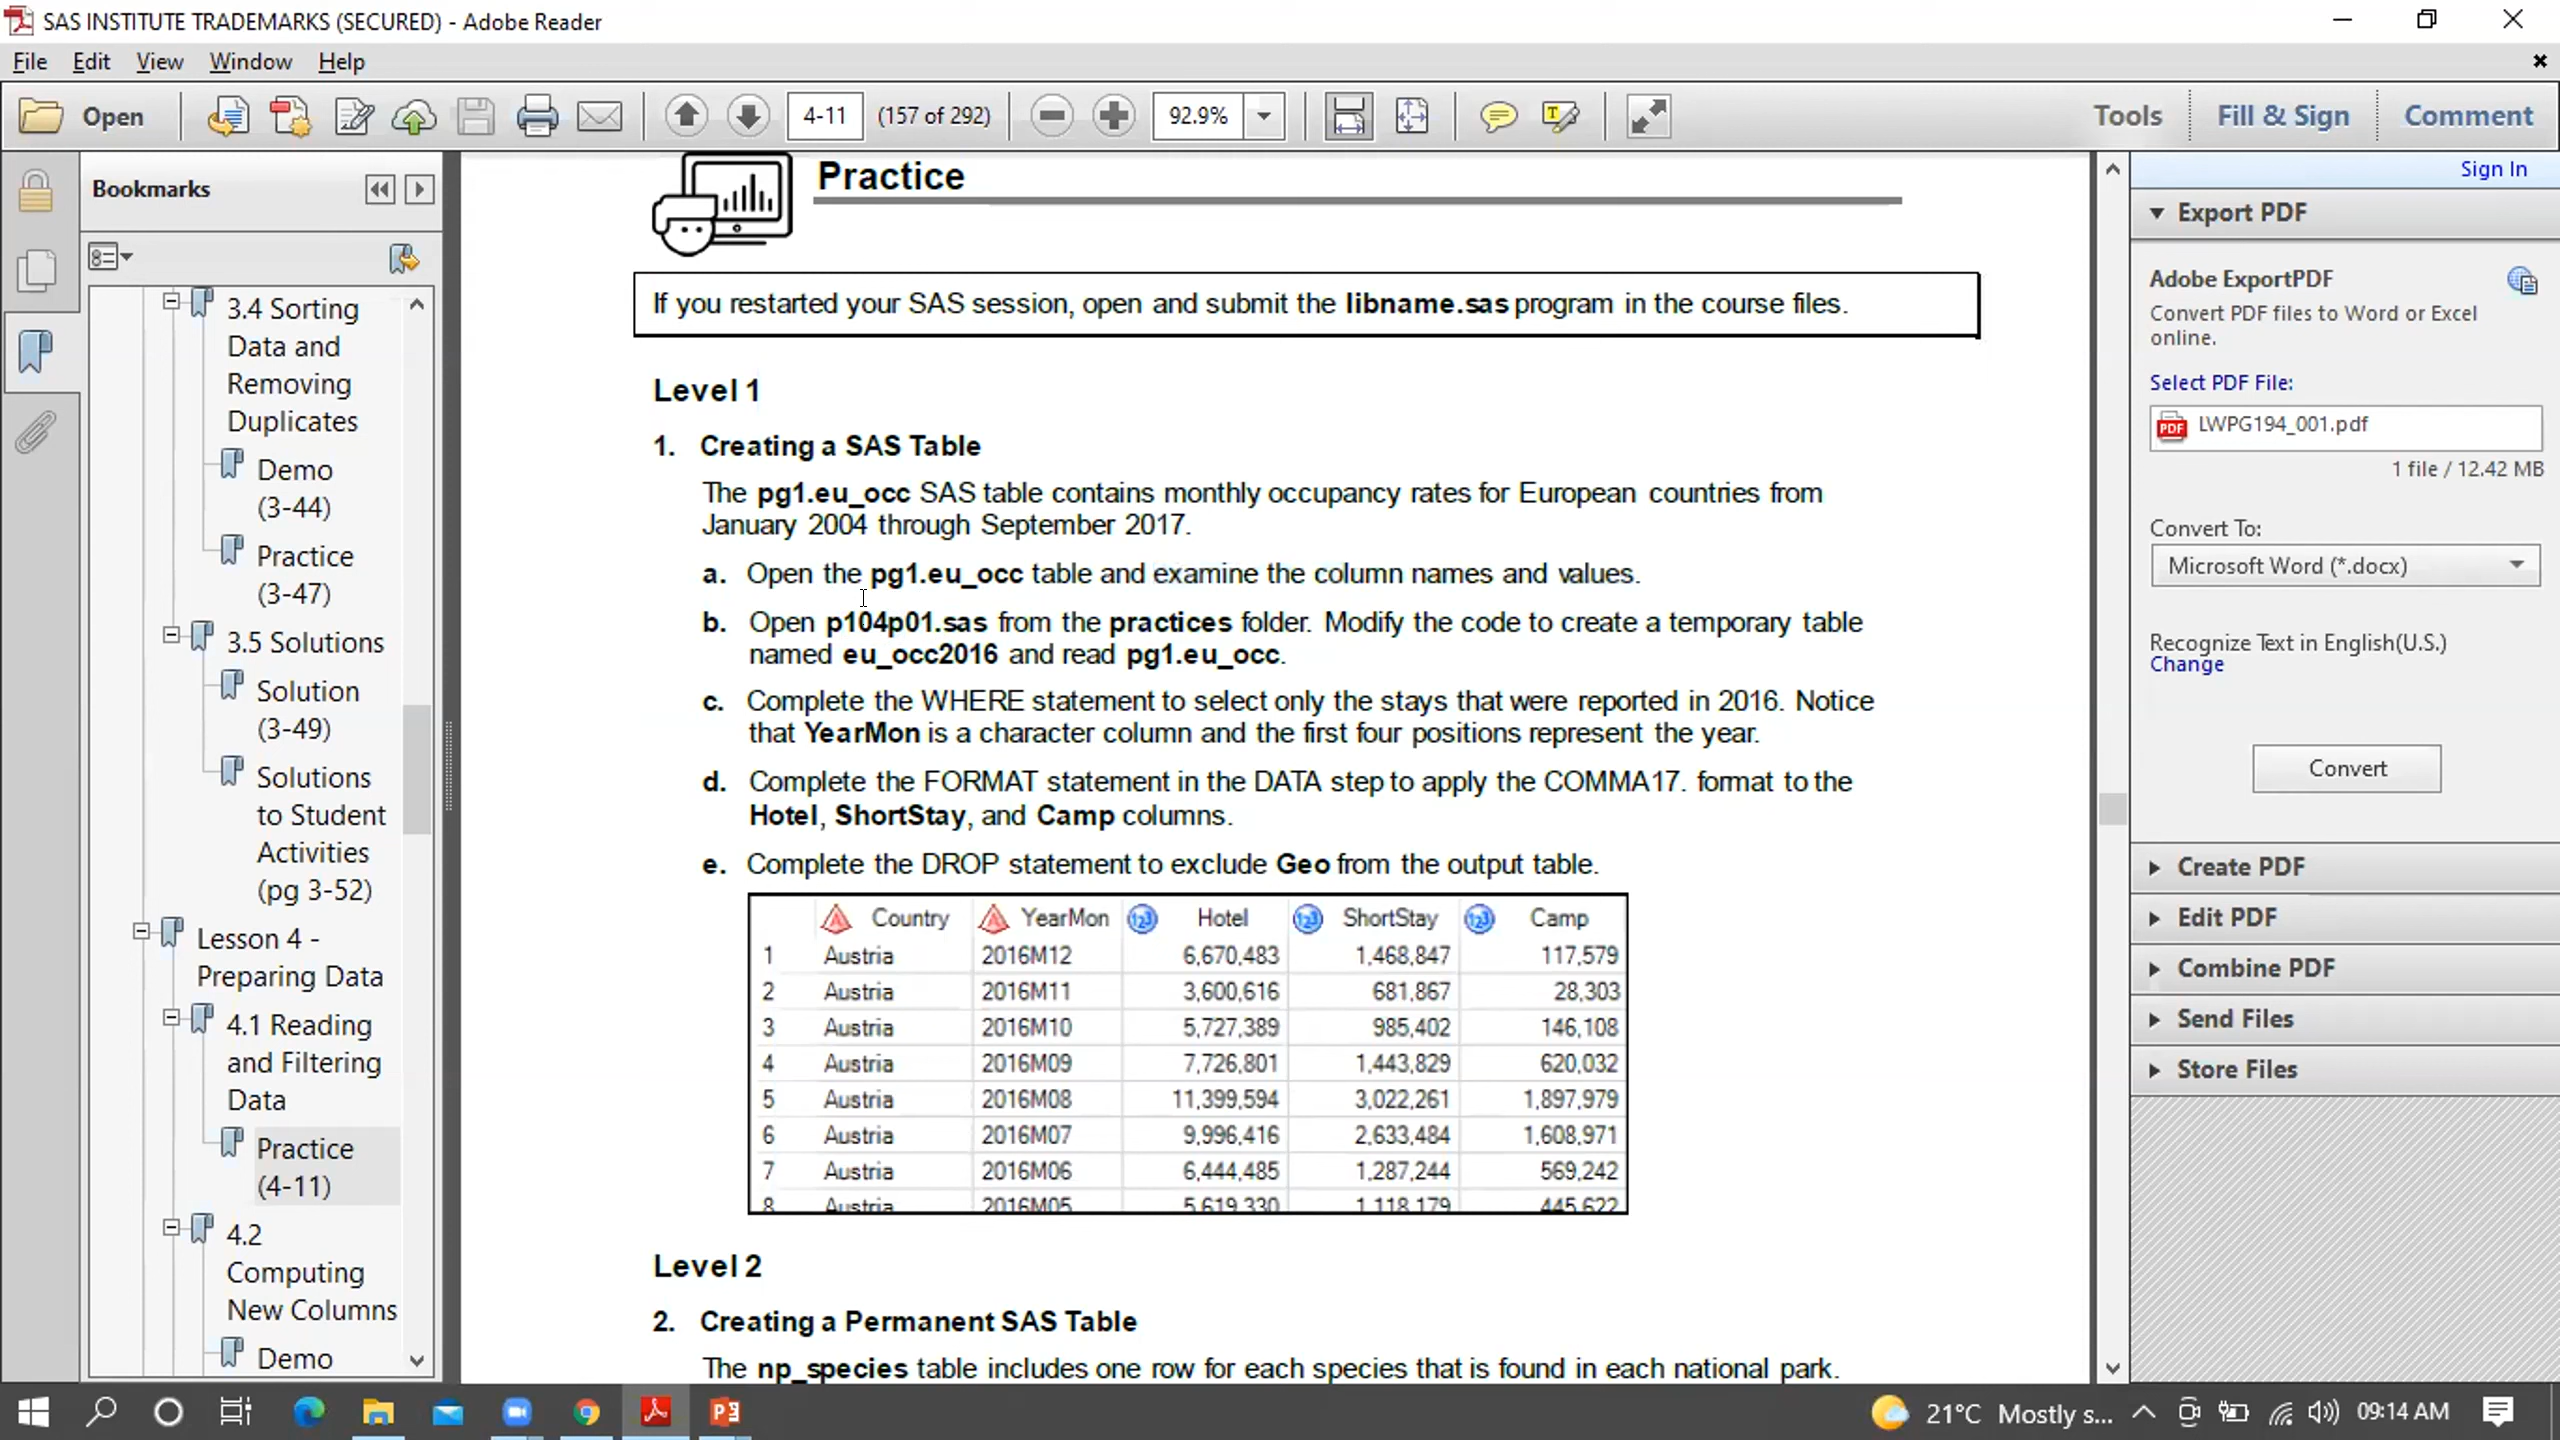 SAS INSTITUTE TRADEMARKS (SECURED) - Adobe Reader
File Edit View Window Help
Open 4-11 (157 of 292) 92.9% Tools Fill & Sign Comment
Bookmarks
3.4 Sorting
Data and
Removing
Duplicates
Demo
(3-44)
Practice
(3-47)
3.5 Solutions
Solution
(3-49)
Solutions
to Student
Activities
(pg 3-52)
Lesson 4 -
Preparing Data
4.1 Reading
and Filtering
Data
Practice
(4-11)
4.2
Computing
New Columns
Demo
Practice
If you restarted your SAS session, open and submit the libname.sas program in the course files.
Level 1
1. Creating a SAS Table
The pg1.eu_occ SAS table contains monthly occupancy rates for European countries from
January 2004 through September 2017.
a. Open the pg1.eu_occ table and examine the column names and values.
b. Open p104p01.sas from the practices folder. Modify the code to create a temporary table
named eu_occ2016 and read pg1.eu_occ.
c. Complete the WHERE statement to select only the stays that were reported in 2016. Notice
that YearMon is a character column and the first four positions represent the year.
d. Complete the FORMAT statement in the DATA step to apply the COMMA17. format to the
Hotel, ShortStay, and Camp columns.
e. Complete the DROP statement to exclude Geo from the output table.
Country YearMon 123 Hotel 123 ShortStay 123 Camp
1 Austria 2016M12 6,670,483 1,468,847 117,579
2 Austria 2016M11 3,600,616 681,867 28,303
3 Austria 2016M10 5,727,389 985,402 146,108
4 Austria 2016M09 7,726,801 1,443,829 620,032
5 Austria 2016M08 11,399,594 3,022,261 1,897,979
6 Austria 2016M07 9,996,416 2,633,484 1,608,971
7 Austria 2016M06 6,444,485 1,287,244 569,242
8 Austria 2016M05 5,619,330 1,118,179 445,622
Level 2
2. Creating a Permanent SAS Table
The np_species table includes one row for each species that is found in each national park.
Sign In
Export PDF
Adobe ExportPDF
Convert PDF files to Word or Excel
online.
Select PDF File:
PDF LWPG194_001.pdf
1 file / 12.42 MB
Convert To:
Microsoft Word (*.docx)
Recognize Text in English(U.S.)
Change
Convert
Create PDF
Edit PDF
Combine PDF
Send Files
Store Files
21°C Mostly s... 09:14 AM